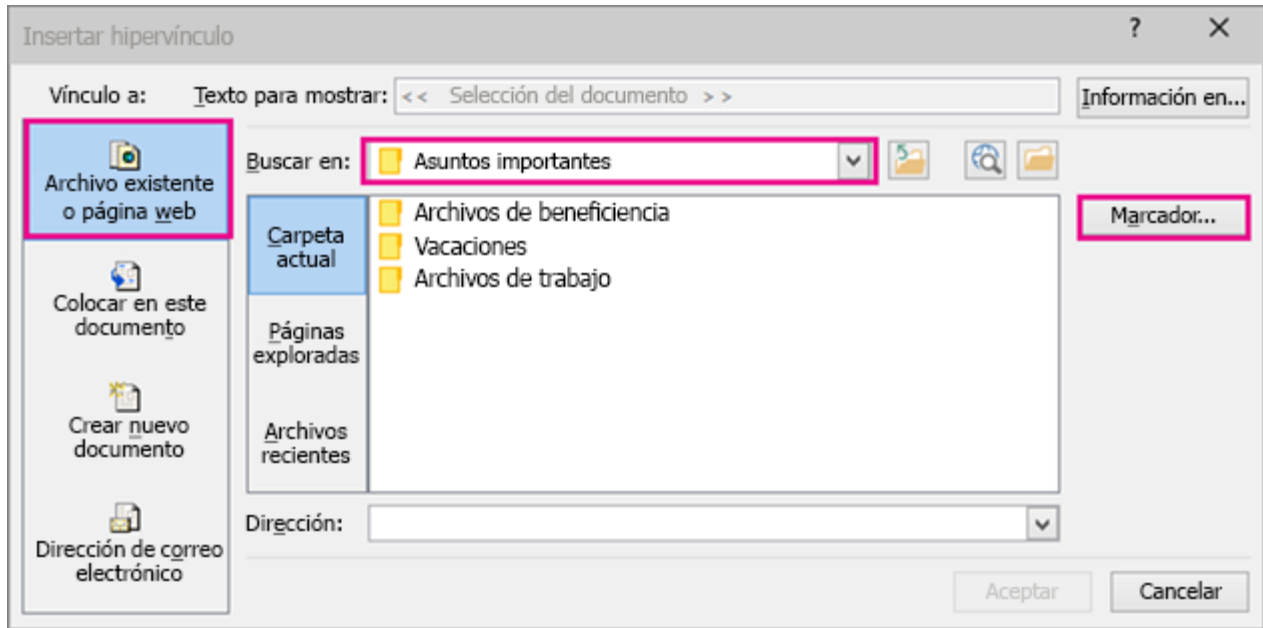 Insertar hipervínculo
?
Vínculo a:
Texto para mostrar:
<< Selección del documento >>
Información en...
Archivo existente
o página web
Colocar en este
documento
Crear nuevo
documento
Dirección de correo
electrónico
Buscar en:
Asuntos importantes
Carpeta
actual
Páginas
exploradas
Archivos
recientes
Archivos de beneficiencia
Vacaciones
Archivos de trabajo
Marcador...
Dirección:
Aceptar
Cancelar